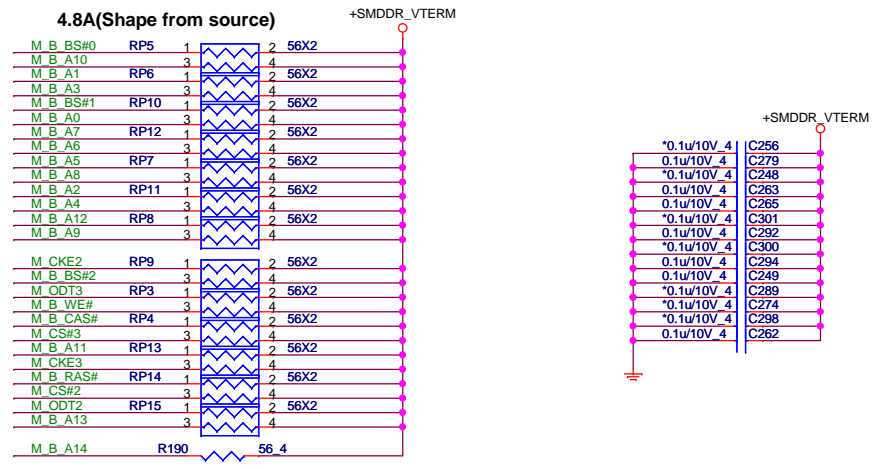 4.8A(Shape from source)
+SMDDR_VTERM
M_B_BS#0 RP5 1 2 56X2
M_B_A10 3 4
M_B_A1 RP6 1 2 56X2
M_B_A3 3 4
M_B_BS#1 RP10 1 2 56X2
M_B_A0 3 4
M_B_A7 RP12 1 2 56X2
M_B_A6 3 4
M_B_A5 RP7 1 2 56X2
M_B_A8 3 4
M_B_A2 RP11 1 2 56X2
M_B_A4 3 4
M_B_A12 RP8 1 2 56X2
M_B_A9 3 4
M_CKE2 RP9 1 2 56X2
M_B_BS#2 3 4
M_ODT3 RP3 1 2 56X2
M_B_WE# 3 4
M_B_CAS# RP4 1 2 56X2
M_CS#3 3 4
M_B_A11 RP13 1 2 56X2
M_CKE3 3 4
M_B_RAS# RP14 1 2 56X2
M_CS#2 3 4
M_ODT2 RP15 1 2 56X2
M_B_A13 3 4
M_B_A14 R190 56_4
+SMDDR_VTERM
*0.1u/10V_4 C256
0.1u/10V_4 C279
*0.1u/10V_4 C248
0.1u/10V_4 C263
0.1u/10V_4 C265
*0.1u/10V_4 C301
0.1u/10V_4 C292
*0.1u/10V_4 C300
0.1u/10V_4 C294
0.1u/10V_4 C249
*0.1u/10V_4 C289
*0.1u/10V_4 C274
*0.1u/10V_4 C298
0.1u/10V_4 C262